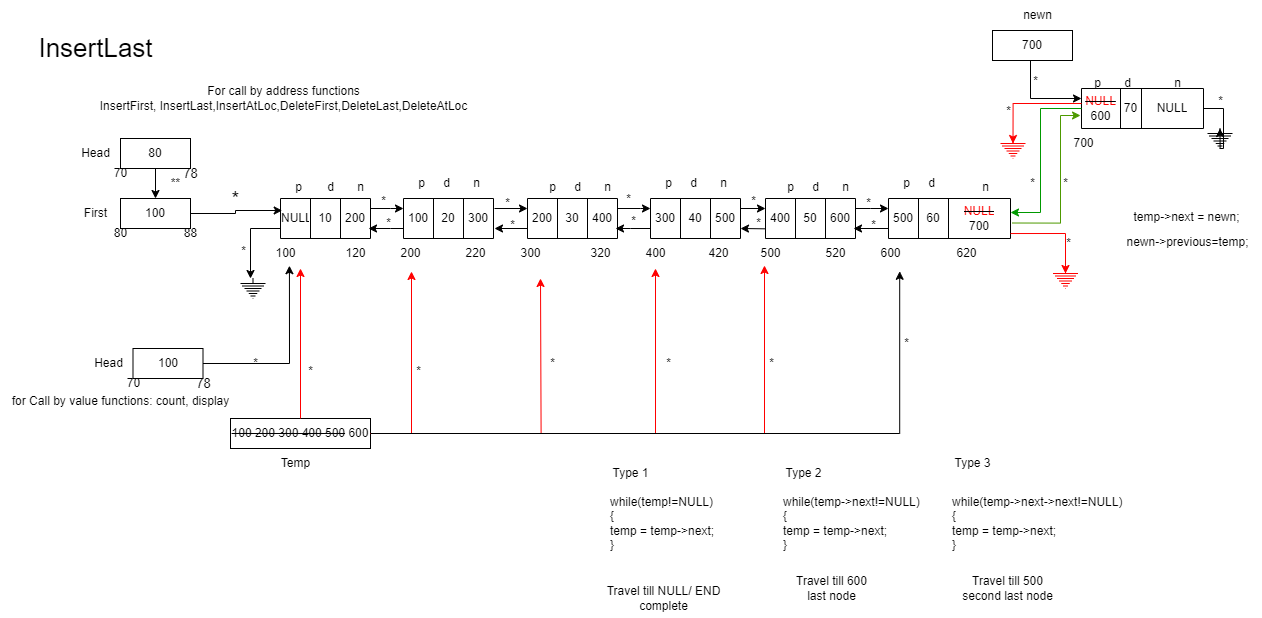 newn
InsertLast
700
For call by address functions
InsertFirst, InsertLast,InsertAtLoc,DeleteFirst,DeleteLast,DeleteAtLoc
*
p d n
NULL 600 70 NULL
*
*
700
Head 80
70 78
**
First 100
80 88
*
p d n
NULL 10 200
100 120
*
*
*
p d n
100 20 300
200 220
*
*
p d n
200 30 400
300 320
*
*
p d n
300 40 500
400 420
*
*
p d n
400 50 600
500 520
*
*
p d n
500 60 NULL 700
600 620
*
*
*
temp->next = newn;
newn->previous=temp;
Head 100
70 78
*
for Call by value functions: count, display
*
*
*
*
*
*
100 200 300 400 500 600
Temp
Type 1
while(temp!=NULL)
{
temp = temp->next;
}
Travel till NULL/ END
complete
Type 2
while(temp->next!=NULL)
{
temp = temp->next;
}
Travel till 600
last node
Type 3
while(temp->next->next!=NULL)
{
temp = temp->next;
}
Travel till 500
second last node